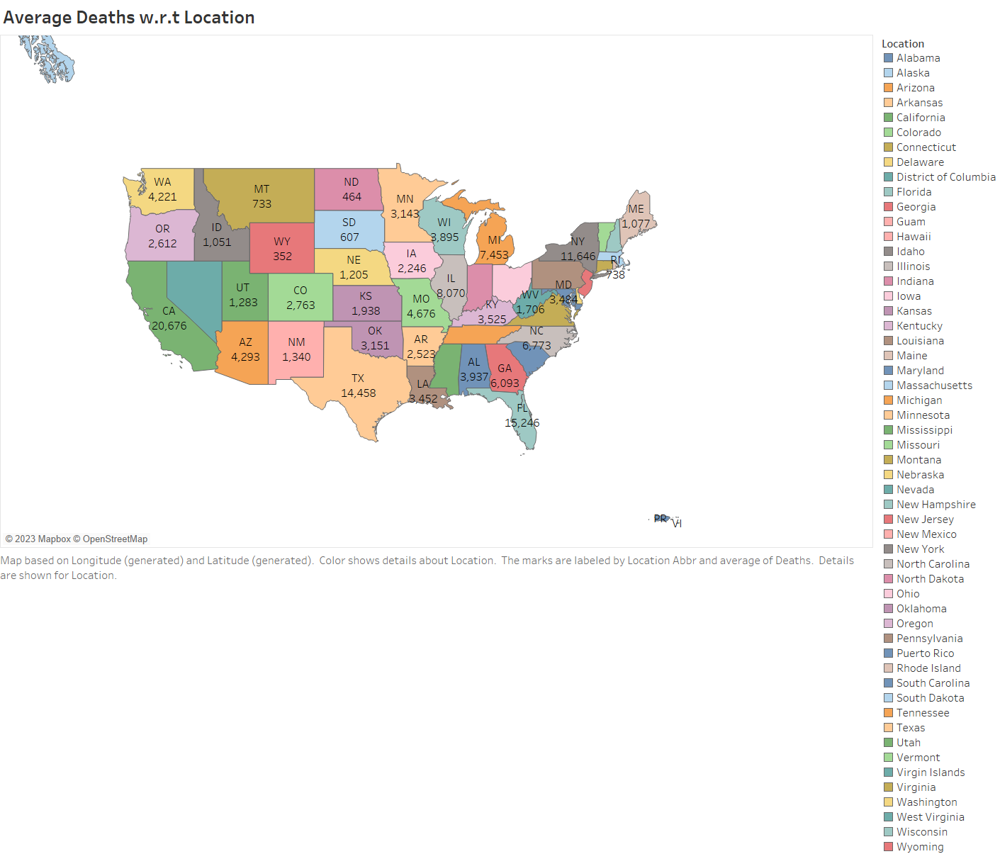 Average Deaths w.r.t Location
WA
4,221
MT
733
ND
464
MN
3,143
OR
2,612
ID
1,051
WY
352
SD
607
WI
3,895
MI
7,453
NY
11,646
ME
1,077
RI
738
NE
1,205
IA
2,246
IL
8,070
MD
3,484
CA
20,676
UT
1,283
CO
2,763
KS
1,938
MO
4,676
KY
3,525
WV
1,706
AZ
4,293
NM
1,340
OK
3,151
AR
2,523
NC
6,773
TX
14,458
LA
3,452
AL
3,937
GA
6,093
FL
15,246
PR
VI
© 2023 Mapbox © OpenStreetMap
Map based on Longitude (generated) and Latitude (generated). Color shows details about Location. The marks are labeled by Location Abbr and average of Deaths. Details
are shown for Location.
Location
Alabama
Alaska
Arizona
Arkansas
California
Colorado
Connecticut
Delaware
District of Columbia
Florida
Georgia
Guam
Hawaii
Idaho
Illinois
Indiana
Iowa
Kansas
Kentucky
Louisiana
Maine
Maryland
Massachusetts
Michigan
Minnesota
Mississippi
Missouri
Montana
Nebraska
Nevada
New Hampshire
New Jersey
New Mexico
New York
North Carolina
North Dakota
Ohio
Oklahoma
Oregon
Pennsylvania
Puerto Rico
Rhode Island
South Carolina
South Dakota
Tennessee
Texas
Utah
Vermont
Virgin Islands
Virginia
Washington
West Virginia
Wisconsin
Wyoming